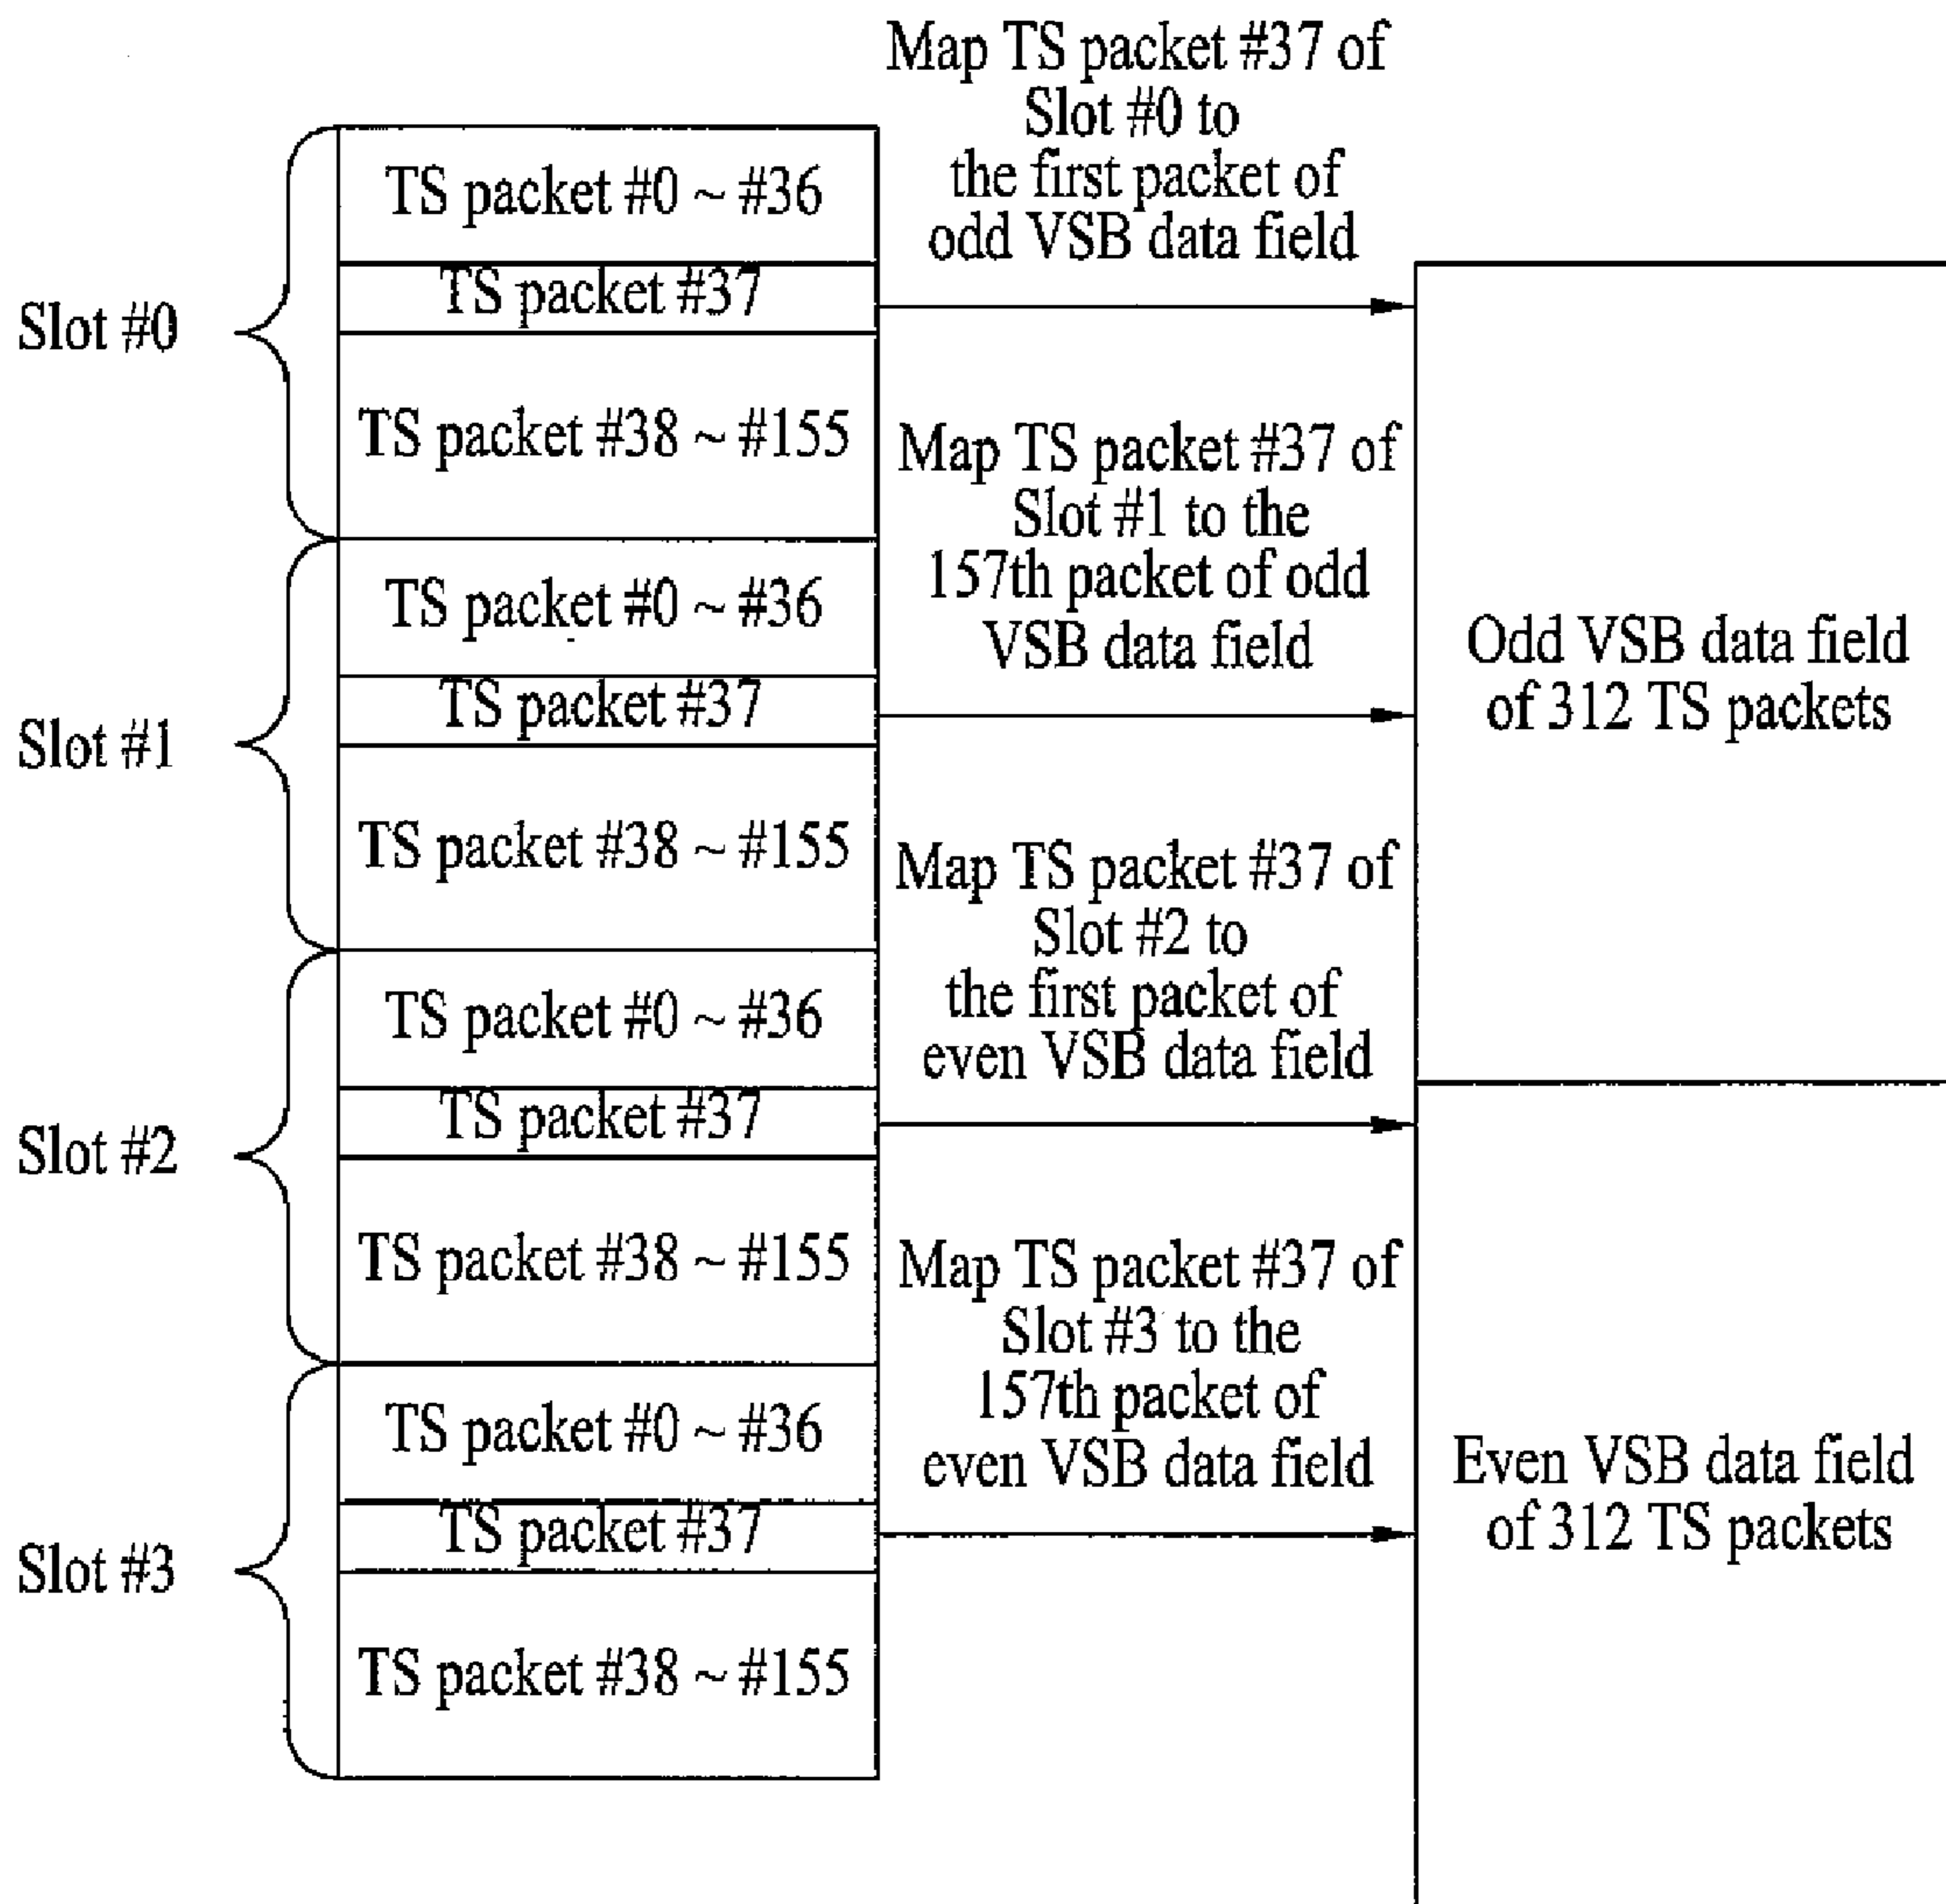 Map TS packet #37 of
Slot #0 to
the first packet of
odd VSB data field
Slot #0
TS packet #0 ~ #36
TS packet #37
TS packet #38 ~ #155
Map TS packet #37 of
Slot #1 to the
157th packet of odd
VSB data field
Slot #1
TS packet #0 ~ #36
TS packet #37
TS packet #38 ~ #155
Odd VSB data field
of 312 TS packets
Map TS packet #37 of
Slot #2 to
the first packet of
even VSB data field
Slot #2
TS packet #0 ~ #36
TS packet #37
TS packet #38 ~ #155
Map TS packet #37 of
Slot #3 to the
157th packet of
even VSB data field
Slot #3
TS packet #0 ~ #36
TS packet #37
TS packet #38 ~ #155
Even VSB data field
of 312 TS packets